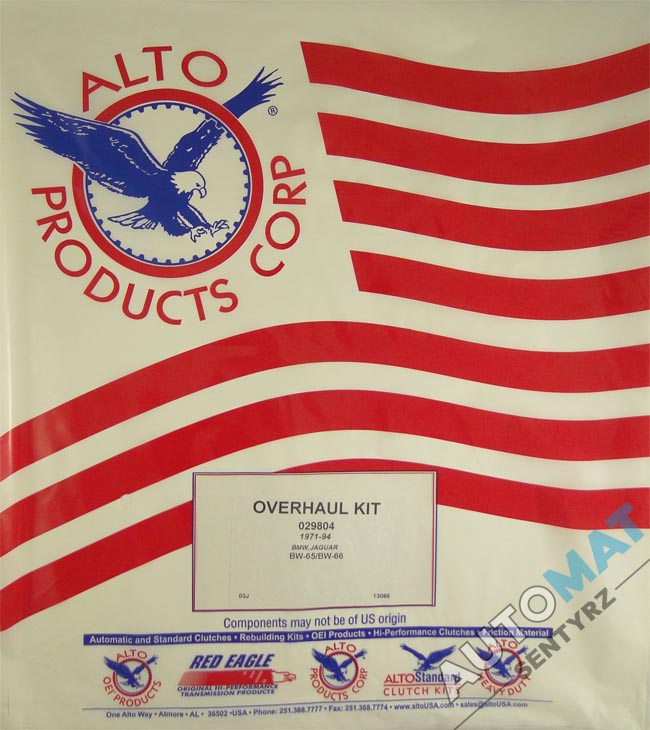 ALTO
PRODUCTS CORP
®
OVERHAUL KIT
029804
1971-94
BMW,JAGUAR
BW-65/BW-66
03J 13095
Components may not be of US origin
Automatic and Standard Clutches • Rebuilding Kits • OEI Products • Hi-Performance Clutches • Friction Material
ALTO
OEI PRODUCTS
RED EAGLE
ORIGINAL HI-PERFORMANCE
TRANSMISSION PRODUCTS
ALTO
PRODUCTS CORP
ALTOStandard
CLUTCH KITS
ALTO
HEAVY DUTY
One Alto Way • Atmore • AL • 36502 •USA • Phone: 251.368.7777 • Fax: 251.368.7774 • www.altoUSA.com • sales@altoUSA.com
AUTOMAT
SENTYRZ